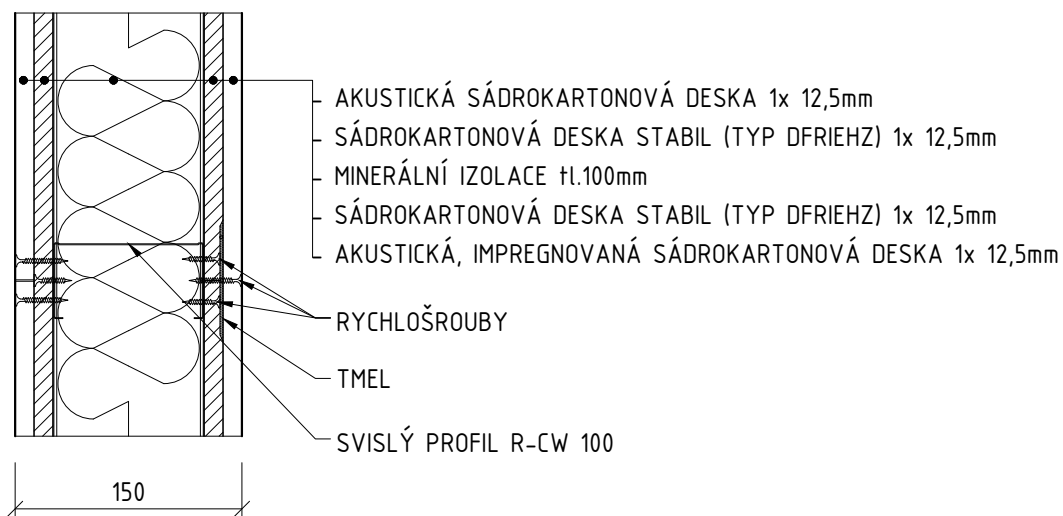 AKUSTICKÁ SÁDROKARTONOVÁ DESKA 1x 12,5mm
SÁDROKARTONOVÁ DESKA STABIL (TYP DFRIEHZ) 1x 12,5mm
MINERÁLNÍ IZOLACE tl.100mm
SÁDROKARTONOVÁ DESKA STABIL (TYP DFRIEHZ) 1x 12,5mm
AKUSTICKÁ, IMPREGNOVANÁ SÁDROKARTONOVÁ DESKA 1x 12,5mm
RYCHLOŠROUBY
TMEL
SVISLÝ PROFIL R-CW 100
150